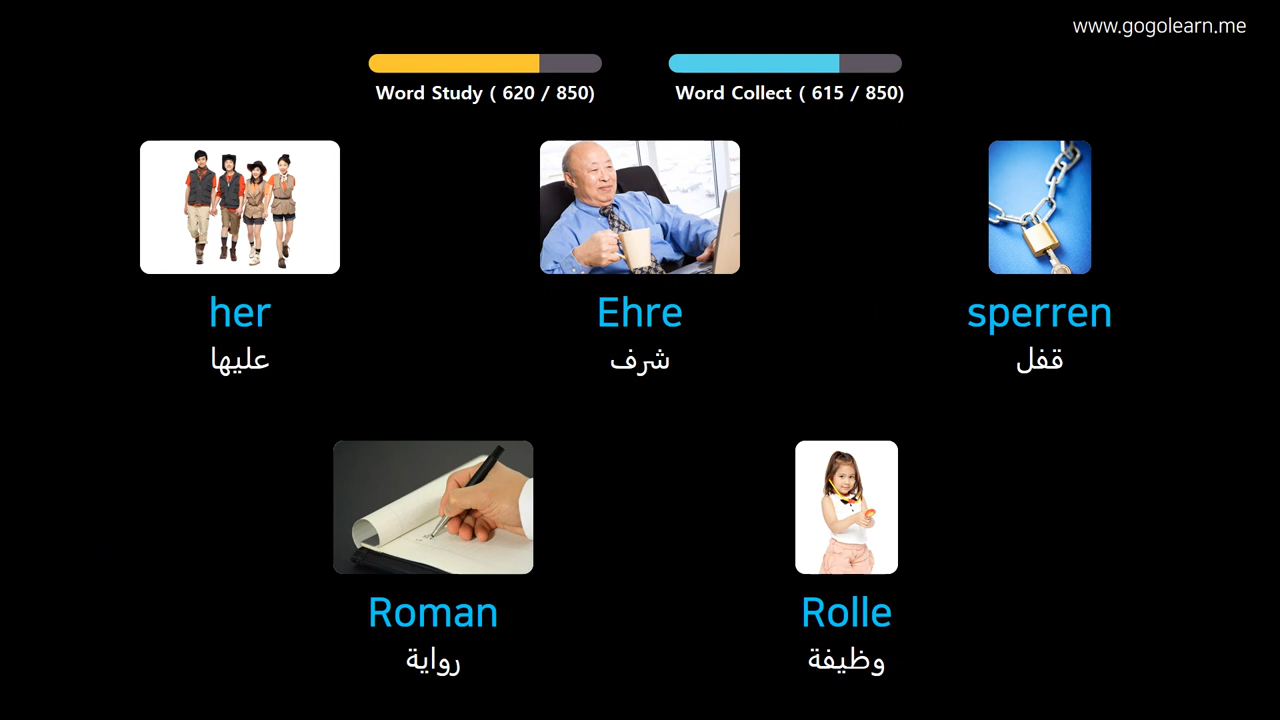 www.gogolearn.me
Word Study ( 620 / 850)
Word Collect ( 615 / 850)
her
عليها
Ehre
شرف
sperren
قفل
Roman
رواية
Rolle
وظيفة